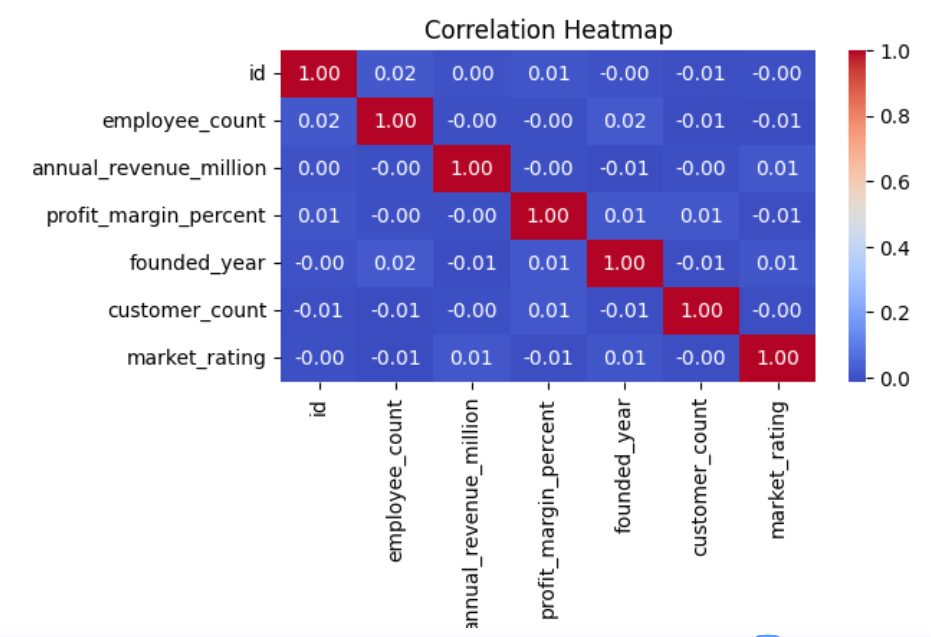 Correlation Heatmap
id 1.00 0.02 0.00 0.01 -0.00 -0.01 -0.00
employee_count 0.02 1.00 -0.00 -0.00 0.02 -0.01 -0.01
annual_revenue_million 0.00 -0.00 1.00 -0.00 -0.01 -0.00 0.01
profit_margin_percent 0.01 -0.00 -0.00 1.00 0.01 0.01 -0.01
founded_year -0.00 0.02 -0.01 0.01 1.00 -0.01 0.01
customer_count -0.01 -0.01 -0.00 0.01 -0.01 1.00 -0.00
market_rating -0.00 -0.01 0.01 -0.01 0.01 -0.00 1.00
id
employee_count
annual_revenue_million
profit_margin_percent
founded_year
customer_count
market_rating
1.0
0.8
0.6
0.4
0.2
0.0